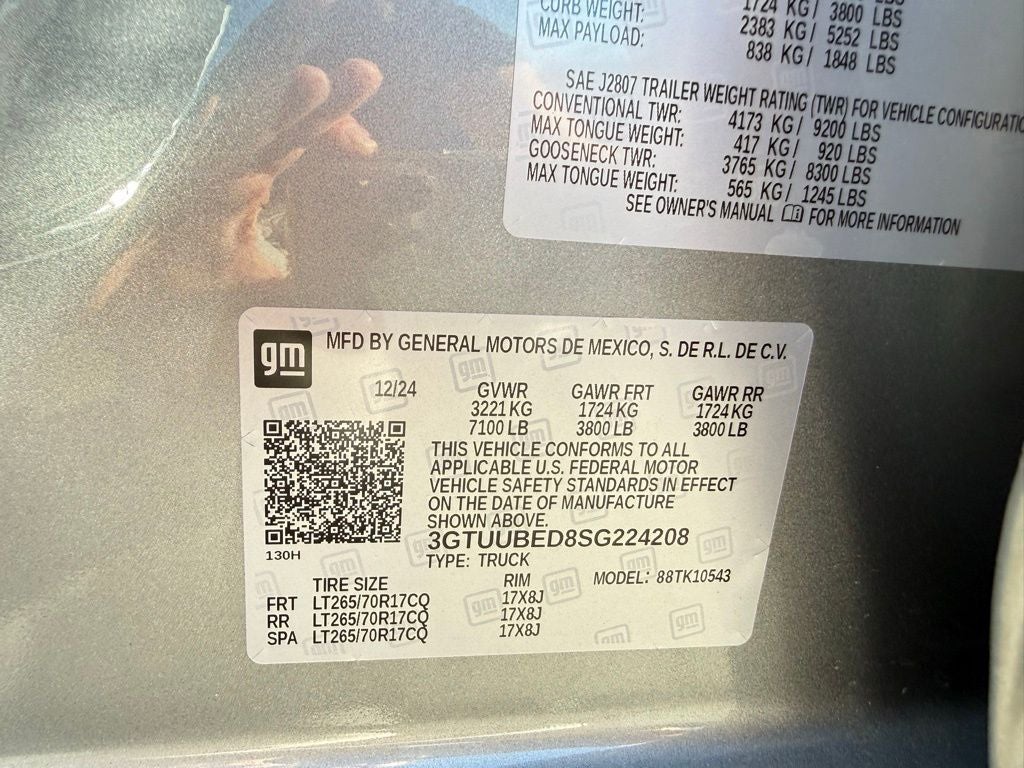 CURB WEIGHT: 1724 KG/ 3800 LBS
MAX PAYLOAD: 2383 KG/ 5252 LBS
838 KG/ 1848 LBS
SAE J2807 TRAILER WEIGHT RATING (TWR) FOR VEHICLE
CONVENTIONAL TWR: 4173 KG/ 9200 LBS
MAX TONGUE WEIGHT: 417 KG/ 920 LBS
GOOSENECK TWR: 3765 KG/ 8300 LBS
MAX TONGUE WEIGHT: 565 KG/ 1245 LBS
SEE OWNER'S MANUAL FOR MORE INFORMATION
gm
MFD BY GENERAL MOTORS DE MEXICO, S. DE R.L. DE C.V.
12/24 GVWR GAWR FRT GAWR RR
3221 KG 1724 KG 1724 KG
7100 LB 3800 LB 3800 LB
THIS VEHICLE CONFORMS TO ALL
APPLICABLE U.S. FEDERAL MOTOR
VEHICLE SAFETY STANDARDS IN EFFECT
ON THE DATE OF MANUFACTURE
SHOWN ABOVE.
3GTUUBED8SG224208
130H
TYPE: TRUCK
MODEL: 88TK10543
TIRE SIZE RIM
FRT LT265/70R17CQ 17X8J
RR LT265/70R17CQ 17X8J
SPA LT265/70R17CQ 17X8J